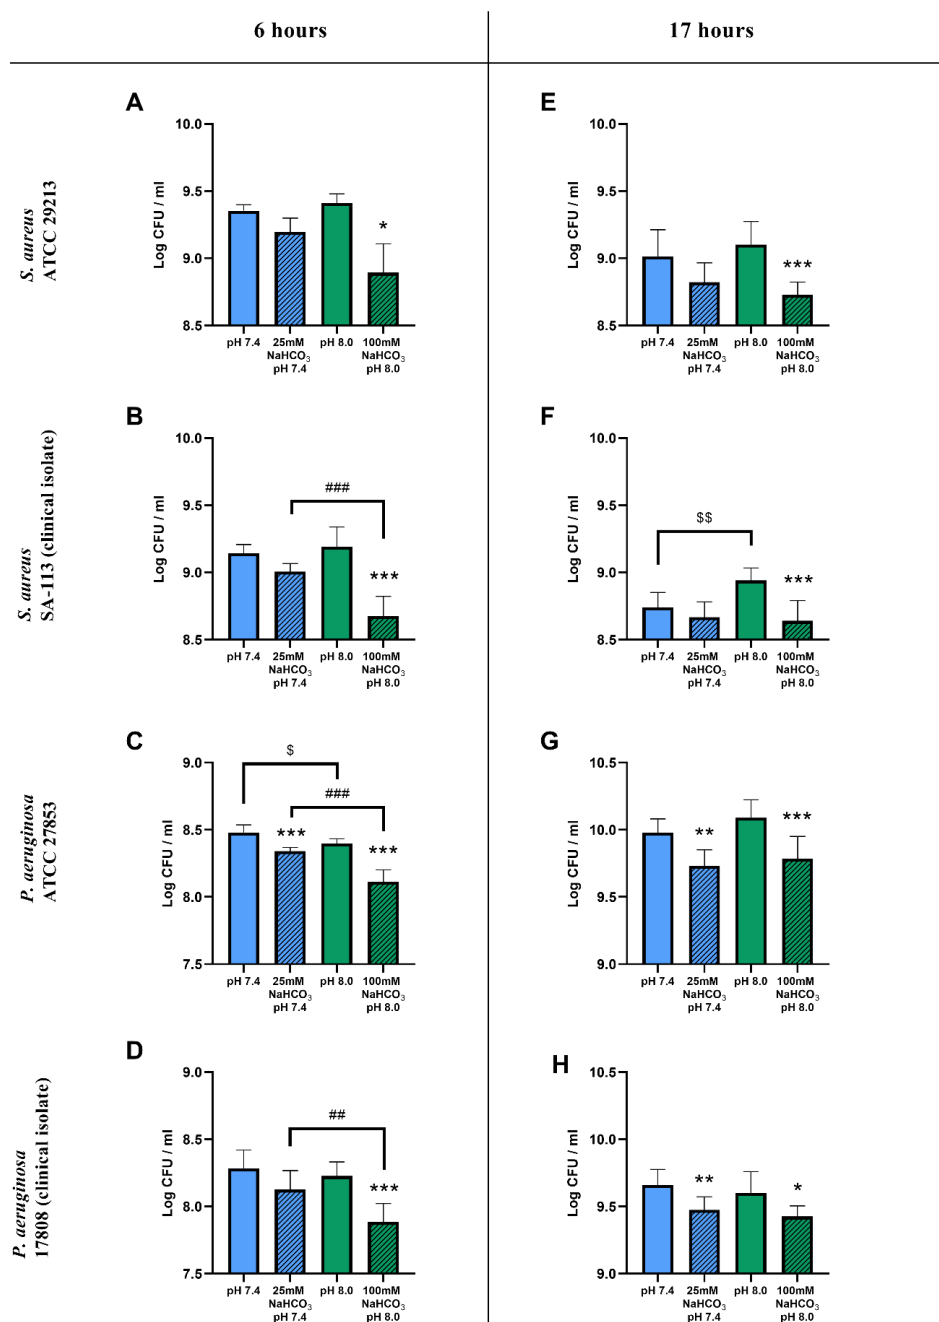 6 hours
17 hours
S. aureus
ATCC 29213
A
Log CFU / ml
10.0
9.5
9.0
8.5
*
pH 7.4
25mM
NaHCO3
pH 7.4
pH 8.0
100mM
NaHCO3
pH 8.0
E
Log CFU / ml
10.0
9.5
9.0
8.5
***
pH 7.4
25mM
NaHCO3
pH 7.4
pH 8.0
100mM
NaHCO3
pH 8.0
S. aureus
SA-113 (clinical isolate)
B
Log CFU / ml
10.0
9.5
9.0
8.5
###
***
pH 7.4
25mM
NaHCO3
pH 7.4
pH 8.0
100mM
NaHCO3
pH 8.0
F
Log CFU / ml
10.0
9.5
9.0
8.5
$$
***
pH 7.4
25mM
NaHCO3
pH 7.4
pH 8.0
100mM
NaHCO3
pH 8.0
P. aeruginosa
ATCC 27853
C
Log CFU / ml
9.0
8.5
8.0
7.5
$
###
***
***
pH 7.4
25mM
NaHCO3
pH 7.4
pH 8.0
100mM
NaHCO3
pH 8.0
G
Log CFU / ml
10.5
10.0
9.5
9.0
**
***
pH 7.4
25mM
NaHCO3
pH 7.4
pH 8.0
100mM
NaHCO3
pH 8.0
P. aeruginosa
17808 (clinical isolate)
D
Log CFU / ml
9.0
8.5
8.0
7.5
##
***
pH 7.4
25mM
NaHCO3
pH 7.4
pH 8.0
100mM
NaHCO3
pH 8.0
H
Log CFU / ml
10.5
10.0
9.5
9.0
**
*
pH 7.4
25 mM
NaHCO3
pH 7.4
pH 8.0
100mM
NaHCO3
pH 8.0